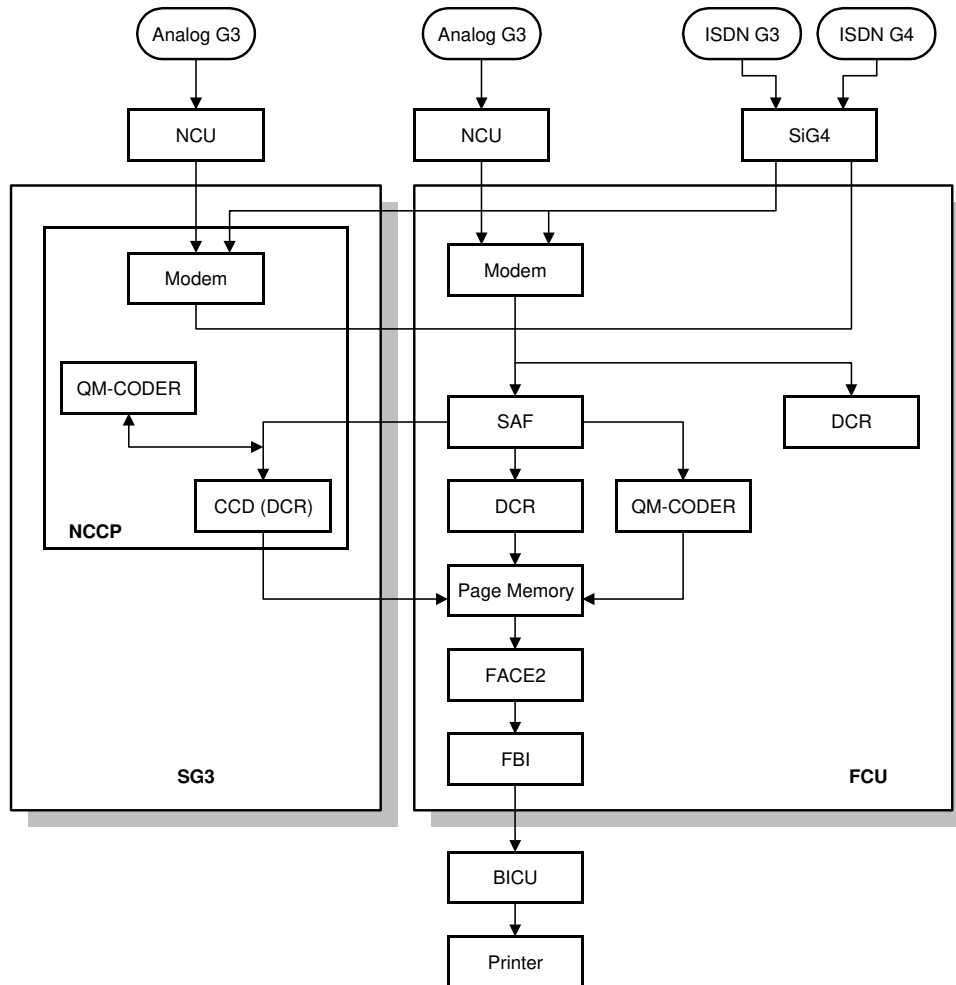 Analog G3
Analog G3
ISDN G3
ISDN G4
NCU
NCU
SiG4
Modem
Modem
QM-CODER
SAF
DCR
CCD (DCR)
DCR
QM-CODER
NCCP
Page Memory
FACE2
FBI
SG3
FCU
BICU
Printer